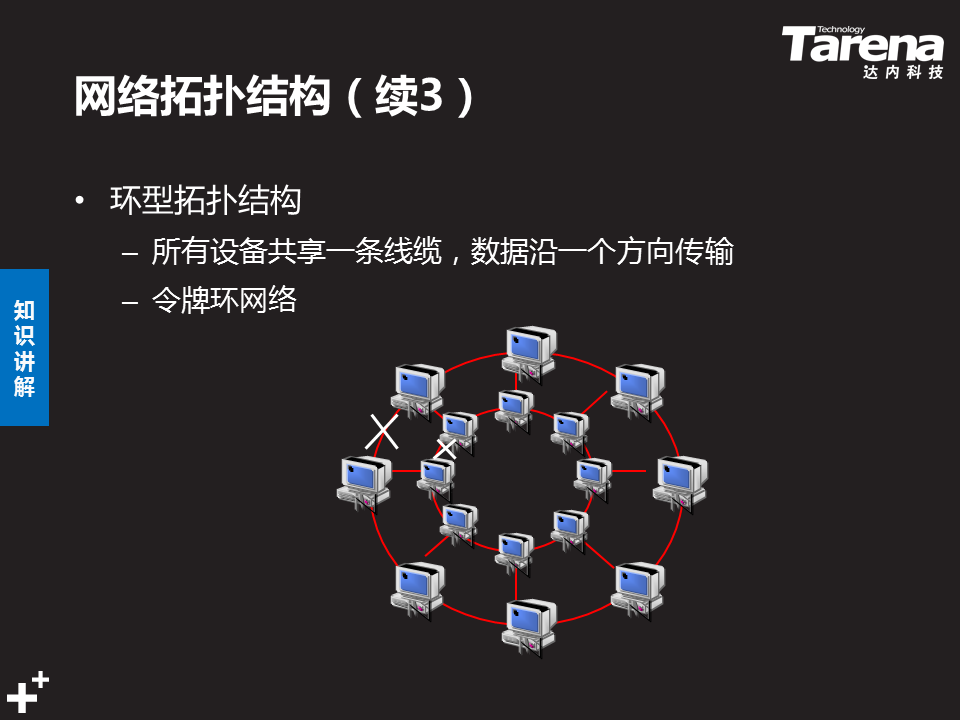 Technology
Tarena
达内科技
网络拓扑结构（续3）
• 环型拓扑结构
– 所有设备共享一条线缆，数据沿一个方向传输
– 令牌环网络
知
识
讲
解